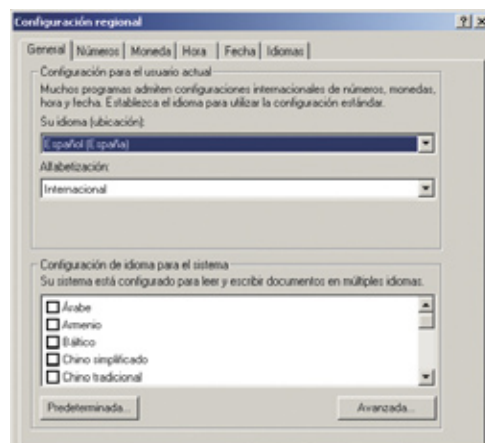 Configuración regional
General Números Moneda Hora Fecha Idiomas
Configuración para el usuario actual
Muchos programas admiten configuraciones internacionales de números, monedas,
hora y fecha. Establezca el idioma para utilizar la configuración estándar.
Su idioma (ubicación):
Español (España)
Alfabetización:
Internacional
Configuración de idioma para el sistema
Su sistema está configurado para leer y escribir documentos en múltiples idiomas.
Árabe
Armenio
Báltico
Chino simplificado
Chino tradicional
Predeterminada... Avanzada...